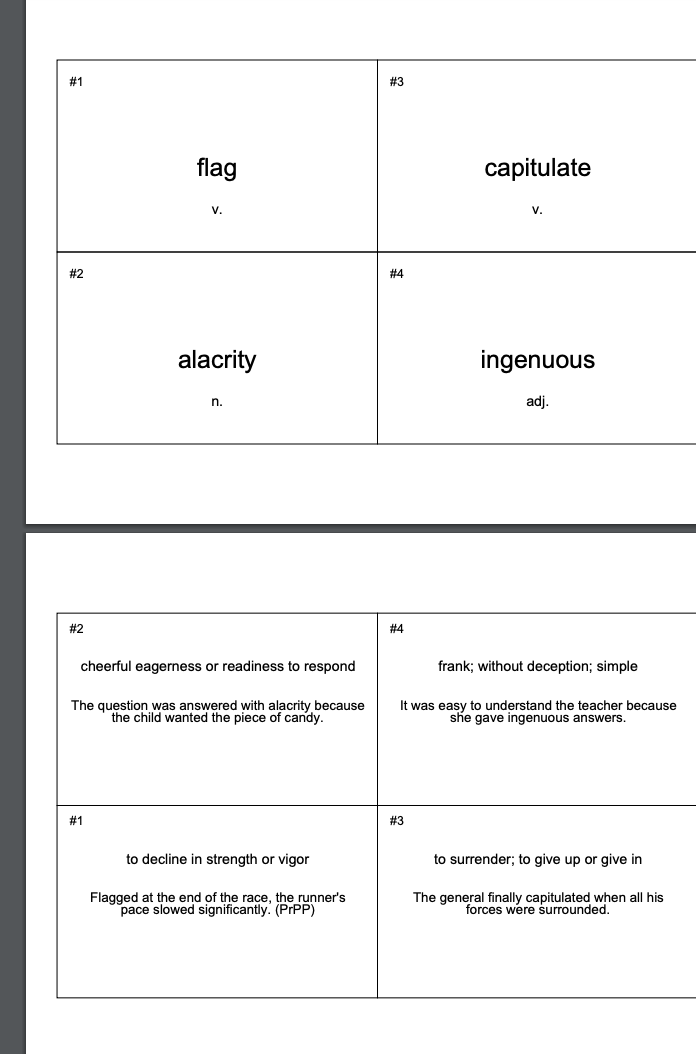 #1
flag
v.
#3
capitulate
v.
#2
alacrity
n.
#4
ingenuous
adj.
#2
cheerful eagerness or readiness to respond
The question was answered with alacrity because
the child wanted the piece of candy.
#4
frank; without deception; simple
It was easy to understand the teacher because
she gave ingenuous answers.
#1
to decline in strength or vigor
Flagged at the end of the race, the runner's
pace slowed significantly. (PrPP)
#3
to surrender; to give up or give in
The general finally capitulated when all his
forces were surrounded.